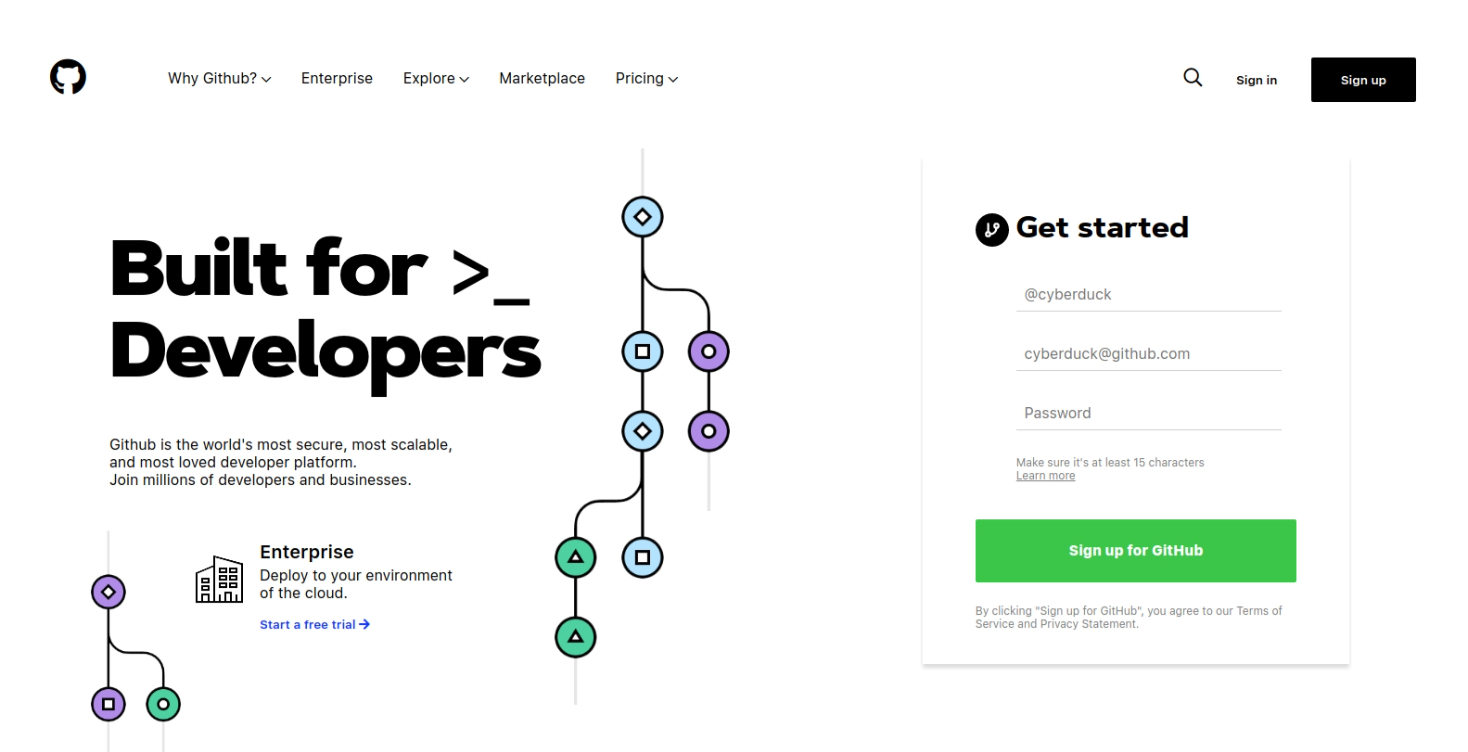 Why Github?
Enterprise
Explore
Marketplace
Pricing
Sign in
Sign up
Built for >_
Developers
Github is the world's most secure, most scalable,
and most loved developer platform.
Join millions of developers and businesses.
Enterprise
Deploy to your environment
of the cloud.
Start a free trial
Get started
@cyberduck
cyberduck@github.com
Password
Make sure it's at least 15 characters
Learn more
Sign up for GitHub
By clicking "Sign up for GitHub", you agree to our Terms of
Service and Privacy Statement.